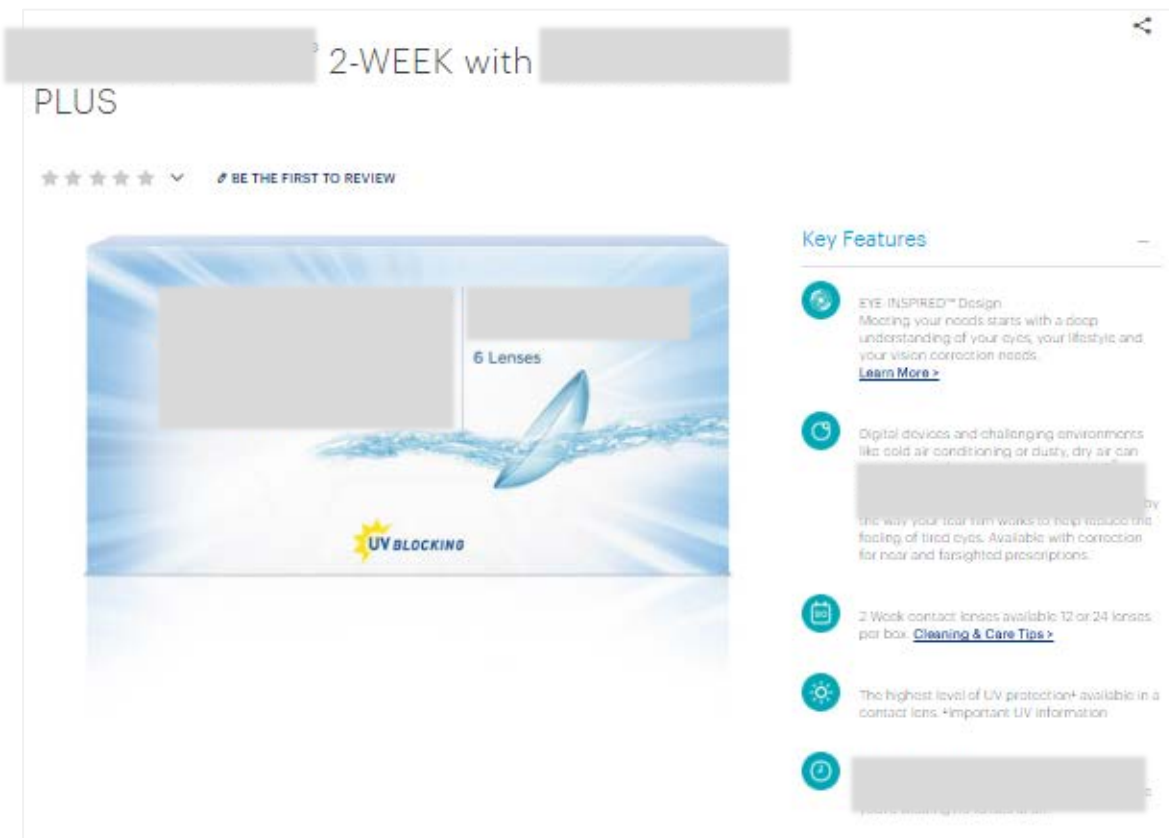 2-WEEK with
PLUS
BE THE FIRST TO REVIEW
6 Lenses
UV BLOCKING
Key Features
EYE-INSPIRED™ Design
Meeting your needs starts with a deep
understanding of your eyes, your lifestyle and
your vision correction needs.
Learn More >
Digital devices and challenging environments
like cold air conditioning or dusty, dry air can
by
the way your tear film works to help reduce the
feeling of tired eyes. Available with correction
for near and farsighted prescriptions.
2 Week contact lenses available 12 or 24 lenses
per box. Cleaning & Care Tips >
The highest level of UV protection+ available in a
contact lens. +Important UV information